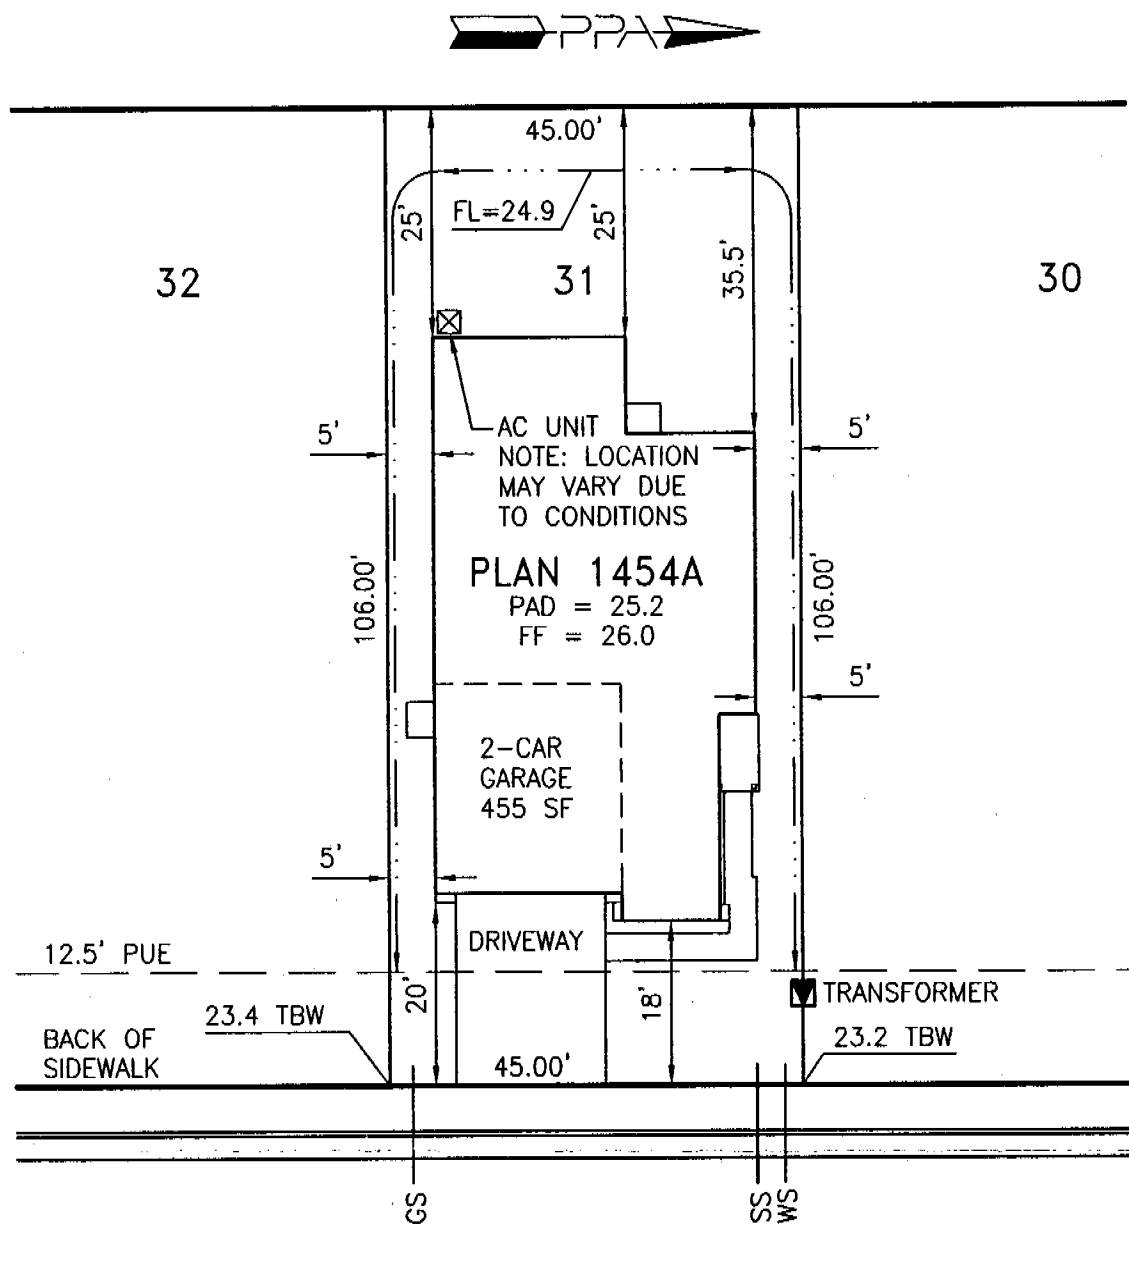 PPA
45.00'
FL=24.9
25'
25'
35.5'
32
31
30
AC UNIT
NOTE: LOCATION
MAY VARY DUE
TO CONDITIONS
5'
5'
PLAN 1454A
PAD = 25.2
FF = 26.0
106.00'
106.00'
5'
2-CAR
GARAGE
455 SF
5'
DRIVEWAY
12.5' PUE
20'
18'
TRANSFORMER
23.4 TBW
23.2 TBW
BACK OF
SIDEWALK
45.00'
GS
SS
WS